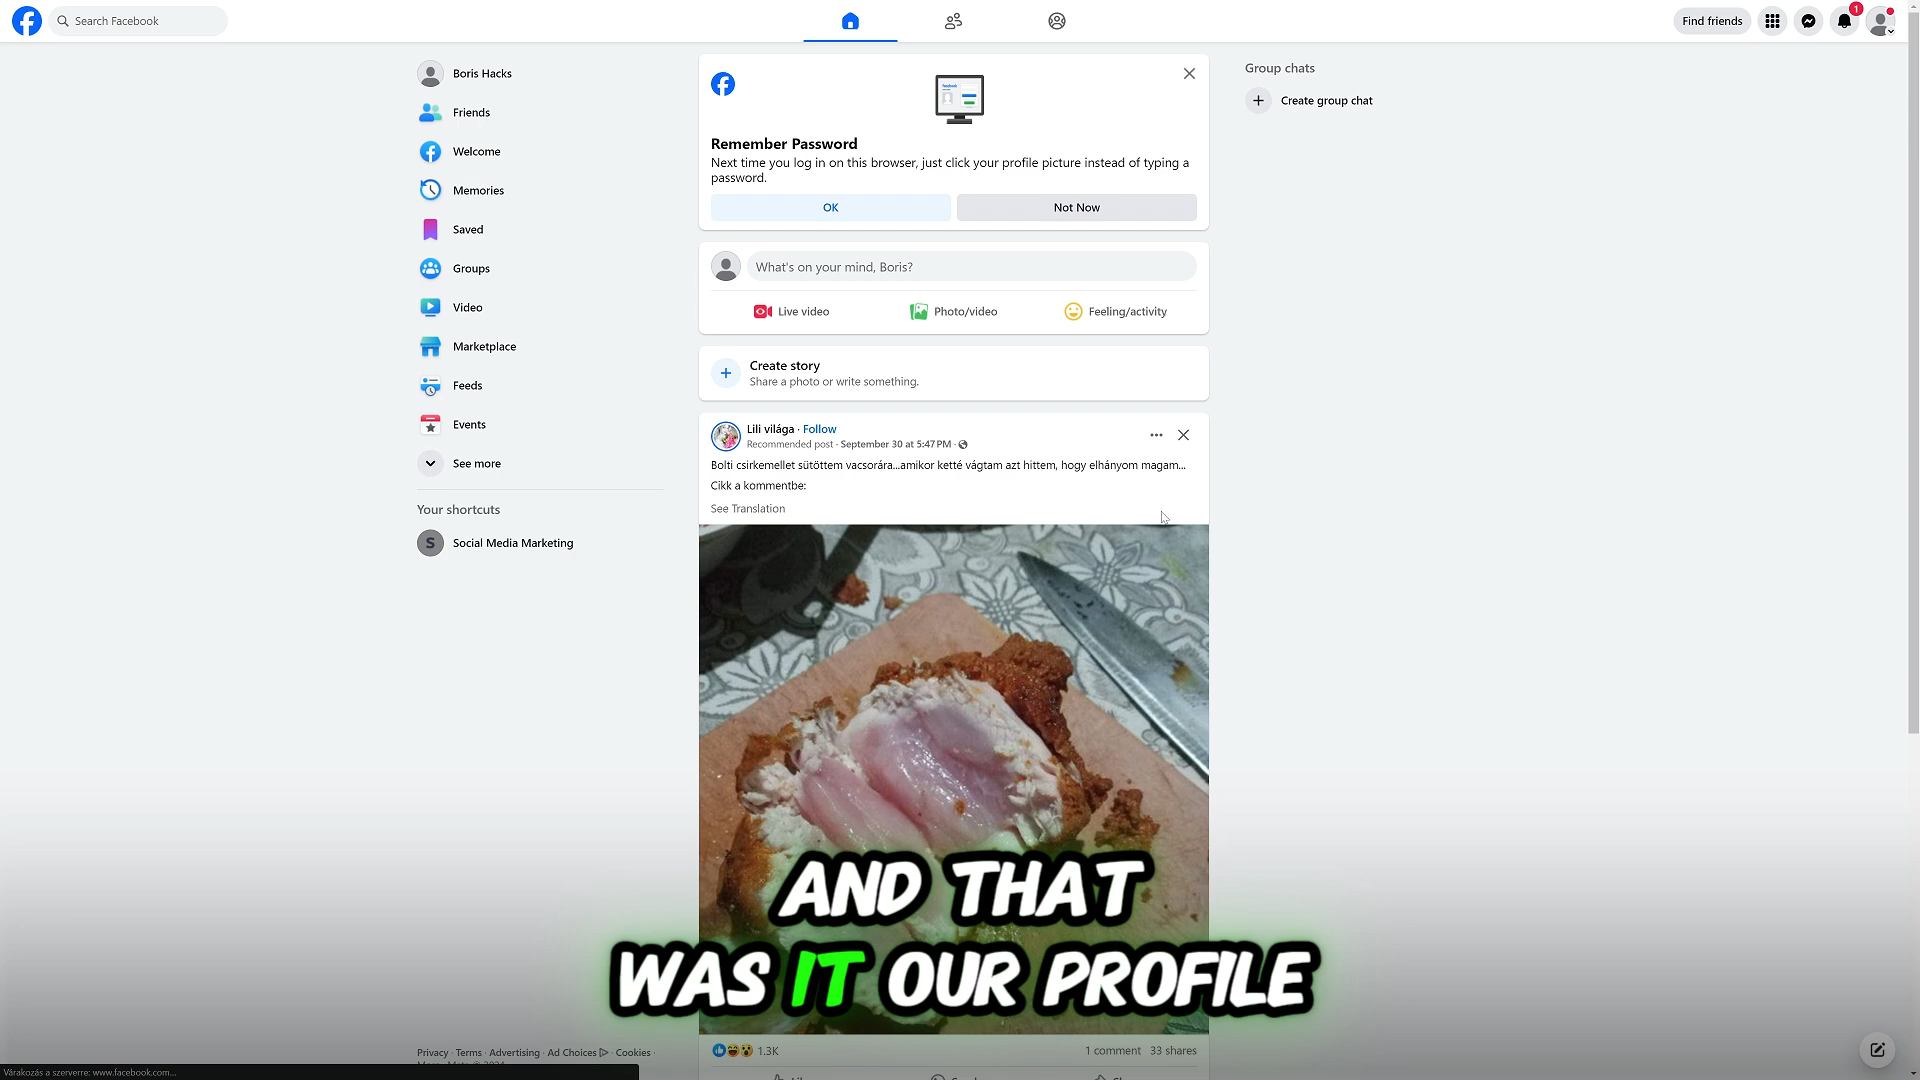 Search Facebook
Find friends
1
Boris Hacks
Friends
Welcome
Memories
Saved
Groups
Video
Marketplace
Feeds
Events
See more
Your shortcuts
S
Social Media Marketing
Privacy · Terms · Advertising · Ad Choices · Cookies ·
Várakozás a szerverre: www.facebook.com...
Remember Password
Next time you log in on this browser, just click your profile picture instead of typing a
password.
OK
Not Now
What's on your mind, Boris?
Live video
Photo/video
Feeling/activity
Create story
Share a photo or write something.
Lili világa · Follow
Recommended post · September 30 at 5:47 PM ·
Bolti csirkemellet sütöttem vacsorára...amikor ketté vágtam azt hittem, hogy elhányom magam...
Cikk a kommentbe:
See Translation
AND THAT
WAS IT OUR PROFILE
1.3K
1 comment
33 shares
Group chats
Create group chat